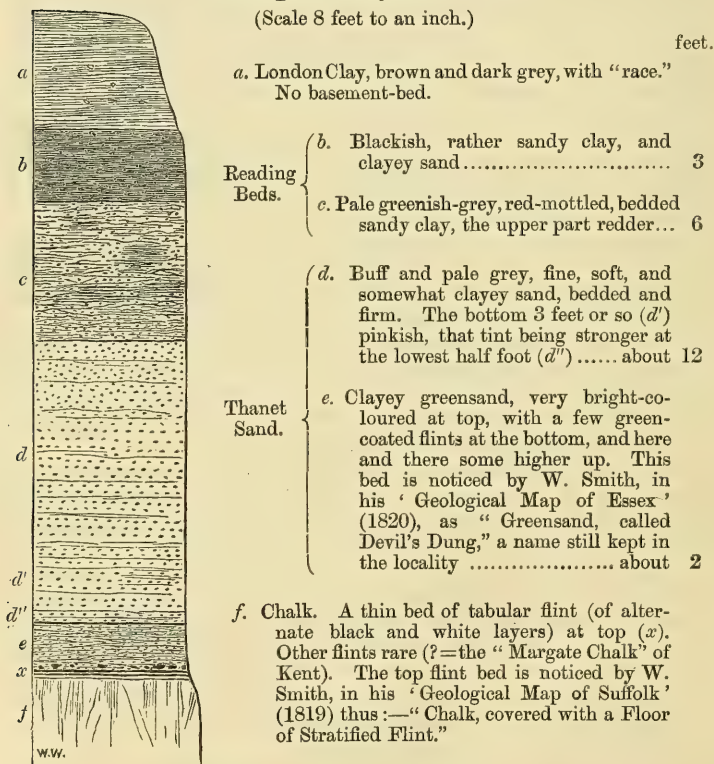 (Scale 8 feet to an inch.)
feet.
a. London Clay, brown and dark grey, with “race.”
No basement-bed.
Reading Beds.
b. Blackish, rather sandy clay, and
clayey sand.............................. 3
c. Pale greenish-grey, red-mottled, bedded
sandy clay, the upper part redder... 6
Thanet Sand.
d. Buff and pale grey, fine, soft, and
somewhat clayey sand, bedded and
firm. The bottom 3 feet or so (d′)
pinkish, that tint being stronger at
the lowest half foot (d″) ...... about 12
e. Clayey greensand, very bright-co-
loured at top, with a few green-
coated flints at the bottom, and here
and there some higher up. This
bed is noticed by W. Smith, in
his ‘ Geological Map of Essex ’
(1820), as “ Greensand, called
Devil’s Dung,” a name still kept in
the locality ..................... about 2
f. Chalk. A thin bed of tabular flint (of alter-
nate black and white layers) at top (x).
Other flints rare (?=the “ Margate Chalk” of
Kent). The top flint bed is noticed by W.
Smith, in his ‘ Geological Map of Suffolk ’
(1819) thus :—“ Chalk, covered with a Floor
of Stratified Flint.”
a
b
c
d
d′
d″
e
x
f
W.W.